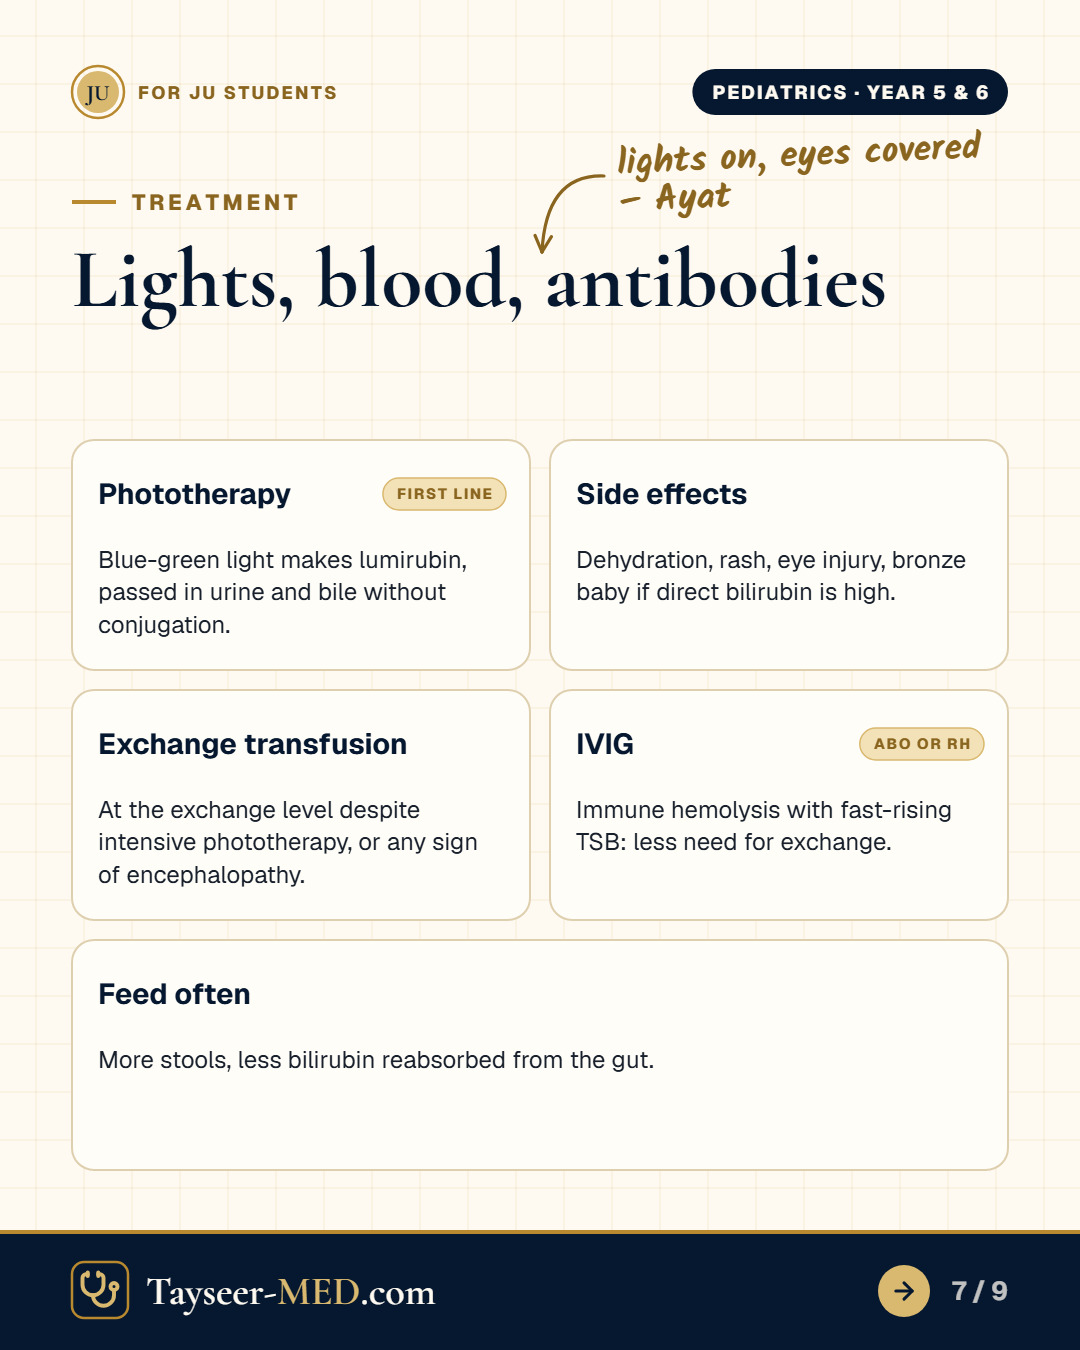 JU FOR JU STUDENTS
PEDIATRICS · YEAR 5 & 6
lights on, eyes covered
– Ayat
TREATMENT
Lights, blood, antibodies
Phototherapy
FIRST LINE
Blue-green light makes lumirubin,
passed in urine and bile without
conjugation.
Side effects
Dehydration, rash, eye injury, bronze
baby if direct bilirubin is high.
Exchange transfusion
At the exchange level despite
intensive phototherapy, or any sign
of encephalopathy.
IVIG
ABO OR RH
Immune hemolysis with fast-rising
TSB: less need for exchange.
Feed often
More stools, less bilirubin reabsorbed from the gut.
Tayseer-MED.com
7 / 9